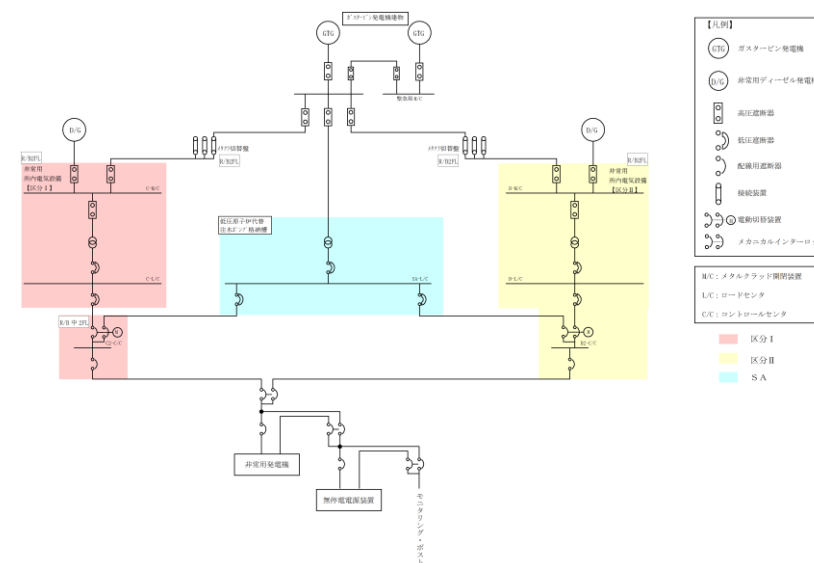 ガスタービン発電機建物
GTG
GTG
緊急用M/C
D/G
D/G
メタクラ切替盤
R/B2FL
メタクラ切替盤
R/B2FL
R/B2FL
非常用
所内電気設備
【区分Ⅰ】
C-M/C
R/B2FL
非常用
所内電気設備
【区分Ⅱ】
D-M/C
低圧原子炉代替
注水ポンプ格納槽
C-L/C
SA-L/C
D-L/C
R/B 中2FL
M
M
C2-C/C
D2-C/C
非常用発電機
無停電電源装置
モニタリング・ポスト
【凡例】
GTG ガスタービン発電機
D/G 非常用ディーゼル発電機
高圧遮断器
低圧遮断器
配線用遮断器
接続装置
M 電動切替装置
メカニカルインターロ
M/C：メタルクラッド開閉装置
L/C：ロードセンタ
C/C：コントロールセンタ
区分Ⅰ
区分Ⅱ
ＳＡ